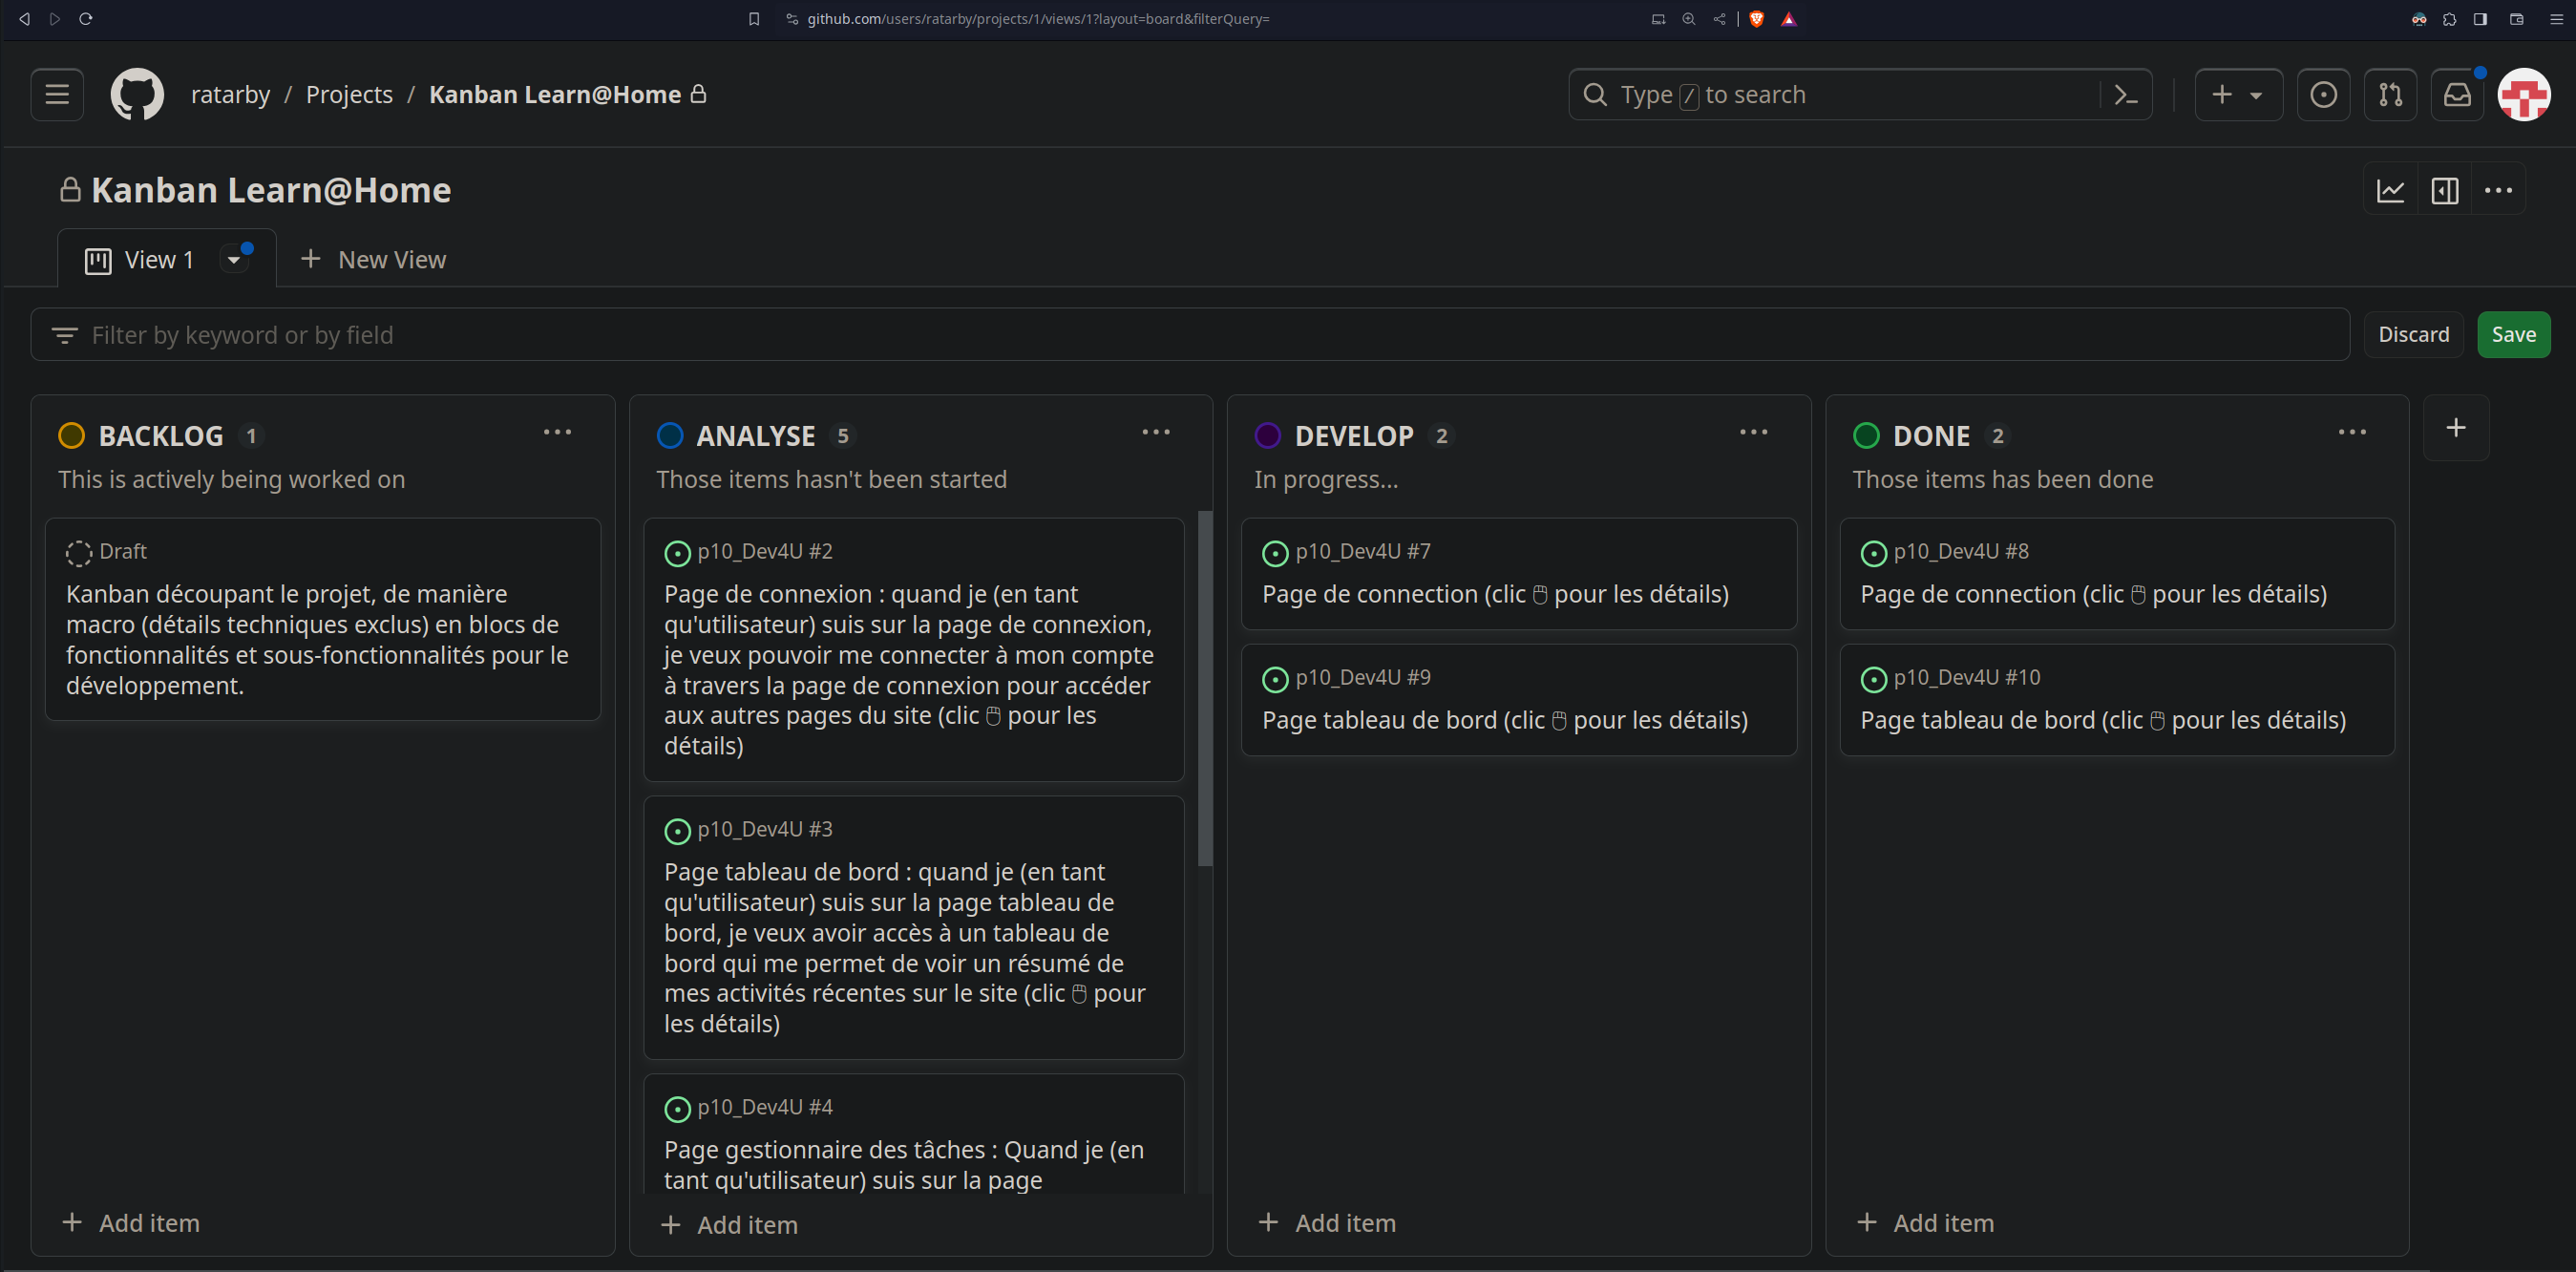 github.com/users/ratarby/projects/1/views/1?layout=board&filterQuery=
ratarby / Projects / Kanban Learn@Home
Type / to search
Kanban Learn@Home
View 1
New View
Filter by keyword or by field
Discard
Save
BACKLOG 1
This is actively being worked on
Draft
Kanban découpant le projet, de manière
macro (détails techniques exclus) en blocs de
fonctionnalités et sous-fonctionnalités pour le
développement.
Add item
ANALYSE 5
Those items hasn't been started
p10_Dev4U #2
Page de connexion : quand je (en tant
qu'utilisateur) suis sur la page de connexion,
je veux pouvoir me connecter à mon compte
à travers la page de connexion pour accéder
aux autres pages du site (clic 🖱 pour les
détails)
p10_Dev4U #3
Page tableau de bord : quand je (en tant
qu'utilisateur) suis sur la page tableau de
bord, je veux avoir accès à un tableau de
bord qui me permet de voir un résumé de
mes activités récentes sur le site (clic 🖱 pour
les détails)
p10_Dev4U #4
Page gestionnaire des tâches : Quand je (en
tant qu'utilisateur) suis sur la page
Add item
DEVELOP 2
In progress...
p10_Dev4U #7
Page de connection (clic 🖱 pour les détails)
p10_Dev4U #9
Page tableau de bord (clic 🖱 pour les détails)
Add item
DONE 2
Those items has been done
p10_Dev4U #8
Page de connection (clic 🖱 pour les détails)
p10_Dev4U #10
Page tableau de bord (clic 🖱 pour les détails)
Add item